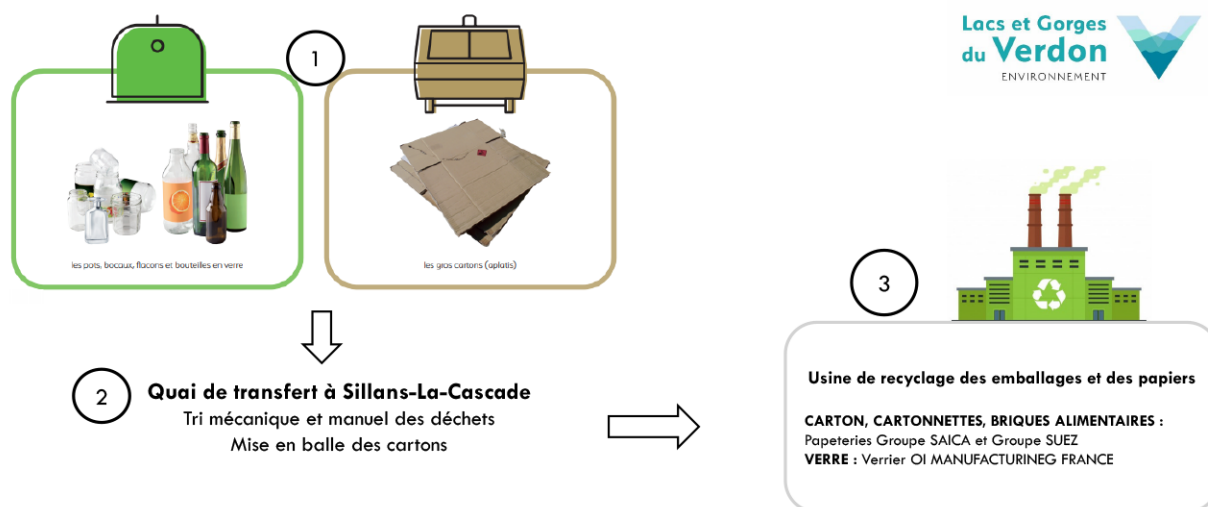 Lacs et Gorges
du Verdon
ENVIRONNEMENT
1
les pots, bocaux, flacons et bouteilles en verre
les gros cartons (aplatis)
2
Quai de transfert à Sillans-La-Cascade
Tri mécanique et manuel des déchets
Mise en balle des cartons
3
Usine de recyclage des emballages et des papiers
CARTON, CARTONNETTES, BRIQUES ALIMENTAIRES :
Papeteries Groupe SAICA et Groupe SUEZ
VERRE : Verrier OI MANUFACTURINEG FRANCE